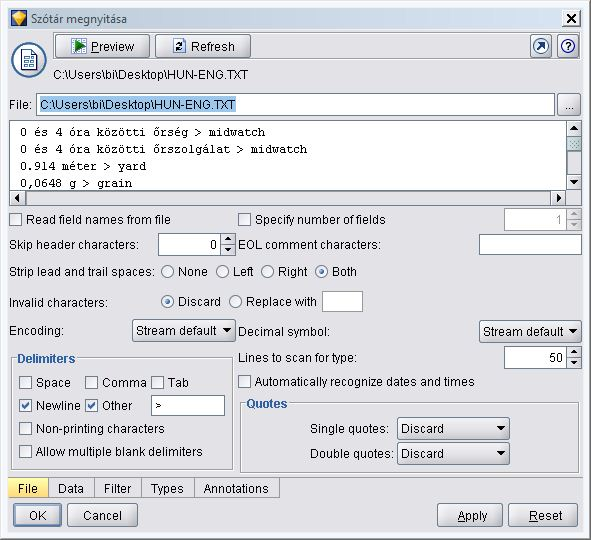 Szótár megnyitása
Preview Refresh
C:\Users\bi\Desktop\HUN-ENG.TXT
File: C:\Users\bi\Desktop\HUN-ENG.TXT ...
0 és 4 óra közötti őrség > midwatch
0 és 4 óra közötti őrszolgálat > midwatch
0.914 méter > yard
0,0648 g > grain
Read field names from file Specify number of fields 1
Skip header characters: 0 EOL comment characters:
Strip lead and trail spaces: None Left Right Both
Invalid characters: Discard Replace with
Encoding: Stream default Decimal symbol: Stream default
Delimiters Lines to scan for type: 50
Space Comma Tab Automatically recognize dates and times
Newline Other > Quotes
Non-printing characters Single quotes: Discard
Allow multiple blank delimiters Double quotes: Discard
File Data Filter Types Annotations
OK Cancel Apply Reset